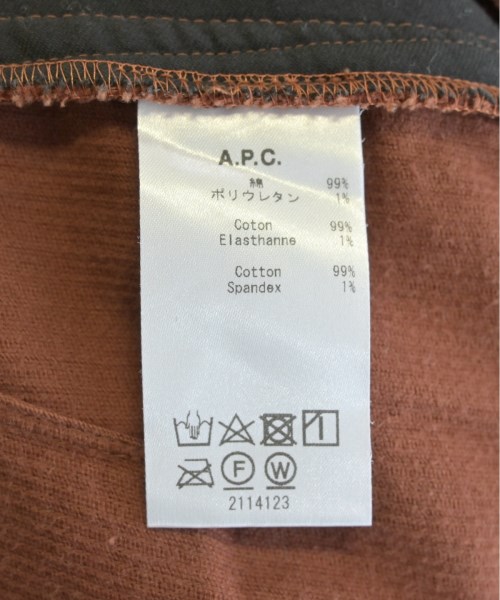 A.P.C.
綿 99%
ポリウレタン 1%
Coton 99%
Elasthanne 1%
Cotton 99%
Spandex 1%
F W
2114123